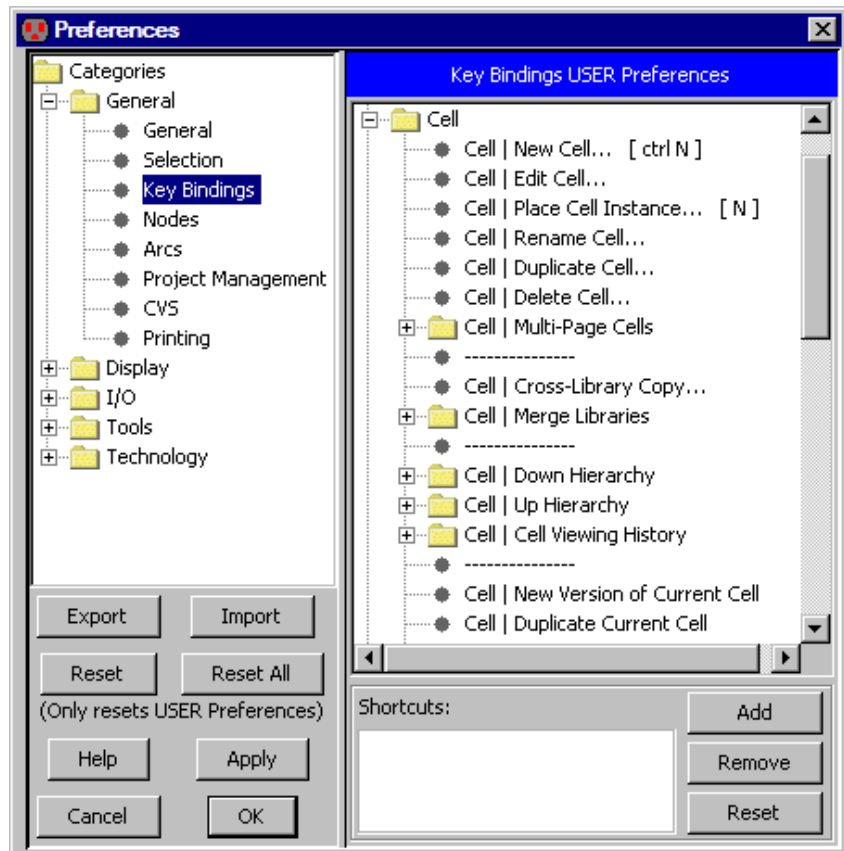 Preferences
Categories
General
General
Selection
Key Bindings
Nodes
Arcs
Project Management
CVS
Printing
Display
I/O
Tools
Technology
Export
Import
Reset
Reset All
(Only resets USER Preferences)
Help
Apply
Cancel
OK
Key Bindings USER Preferences
Cell
Cell | New Cell... [ ctrl N ]
Cell | Edit Cell...
Cell | Place Cell Instance... [ N ]
Cell | Rename Cell...
Cell | Duplicate Cell...
Cell | Delete Cell...
Cell | Multi-Page Cells
---------------
Cell | Cross-Library Copy...
Cell | Merge Libraries
---------------
Cell | Down Hierarchy
Cell | Up Hierarchy
Cell | Cell Viewing History
---------------
Cell | New Version of Current Cell
Cell | Duplicate Current Cell
Shortcuts:
Add
Remove
Reset